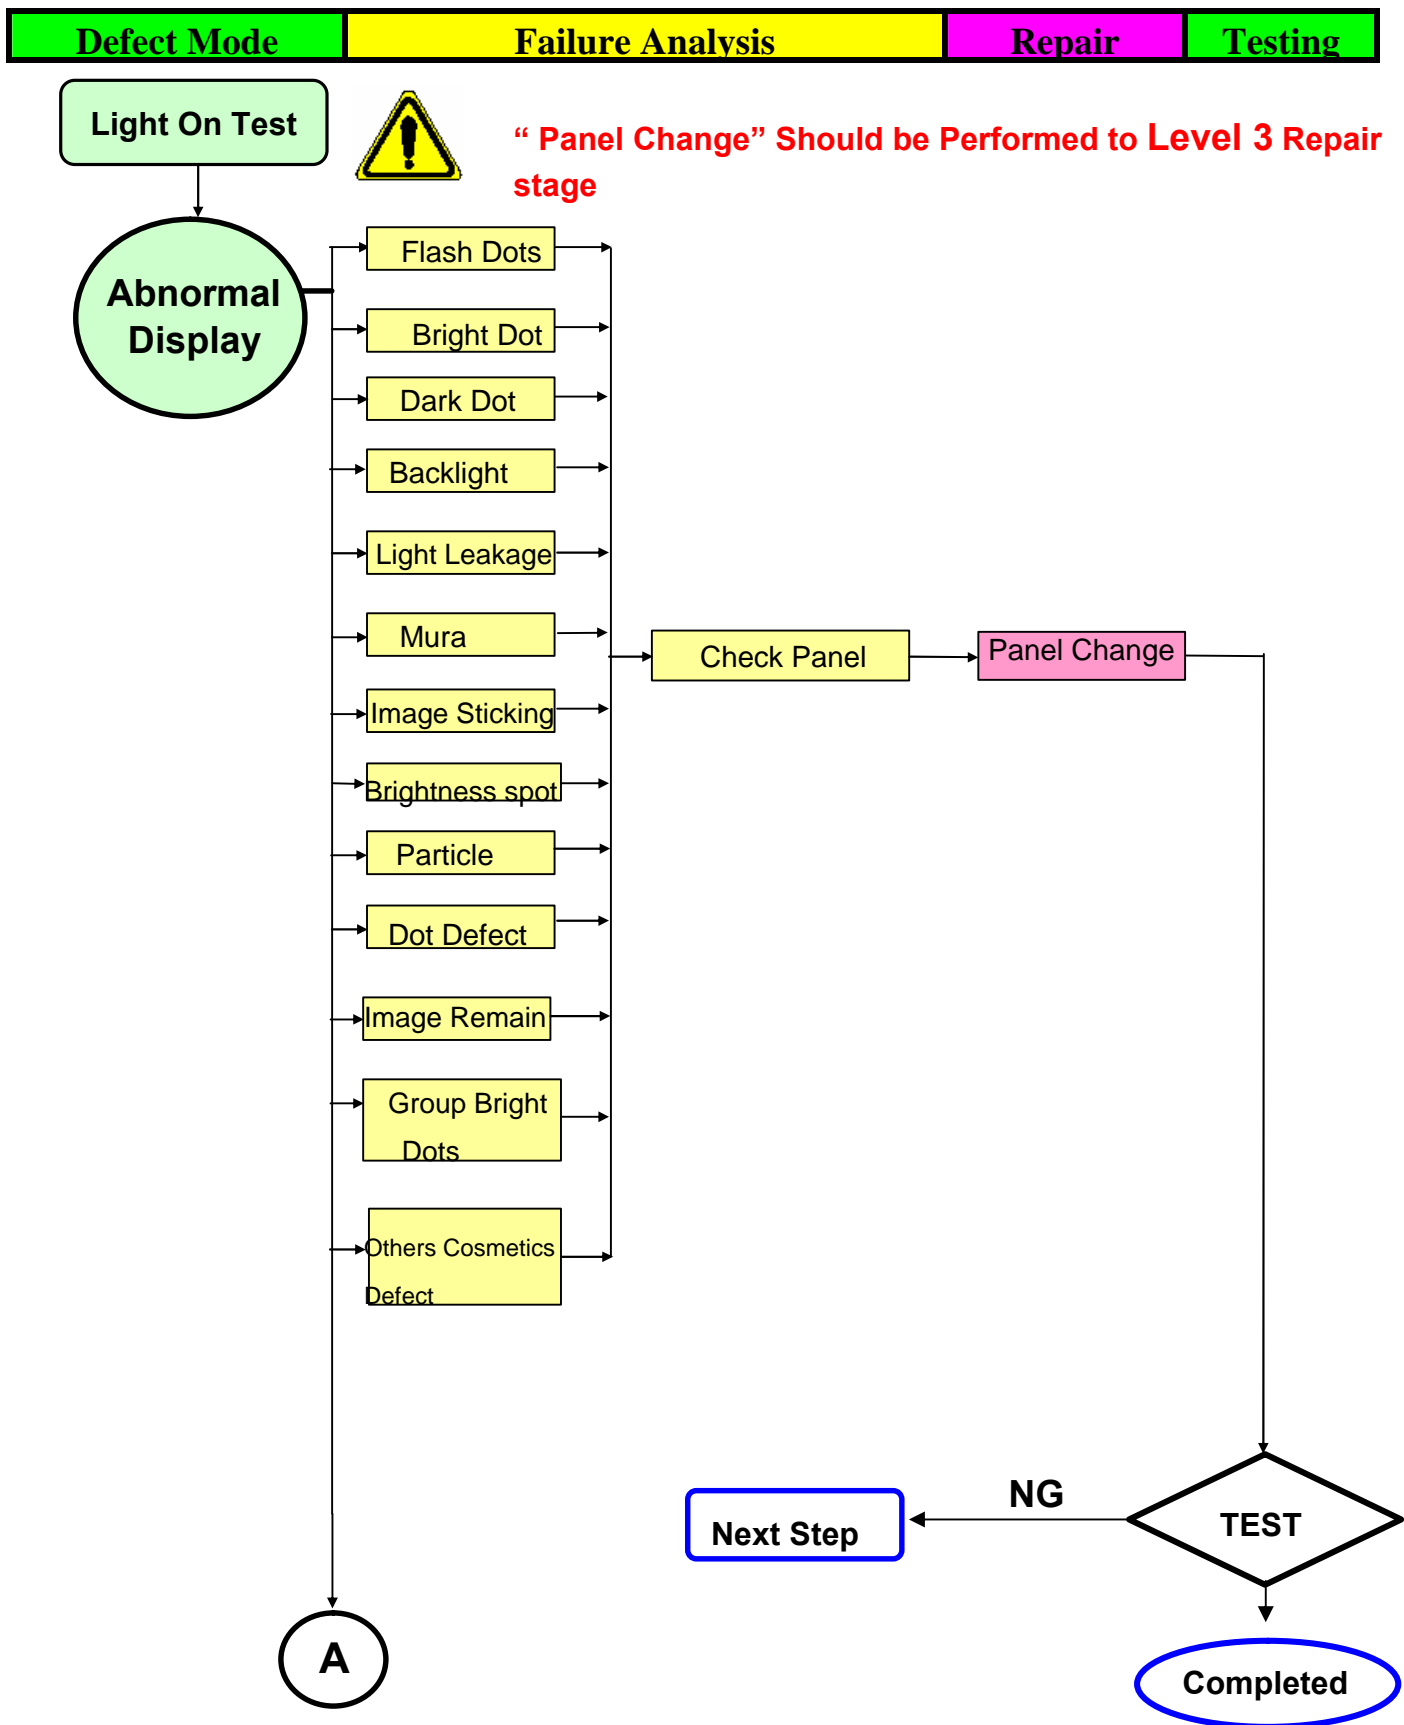 Defect Mode Failure Analysis Repair Testing
Light On Test
“ Panel Change” Should be Performed to Level 3 Repair
stage
Abnormal
Display
Flash Dots
Bright Dot
Dark Dot
Backlight
Light Leakage
Mura
Check Panel
Panel Change
Image Sticking
Brightness spot
Particle
Dot Defect
Image Remain
Group Bright
Dots
Others Cosmetics
Defect
NG
Next Step
TEST
A
Completed